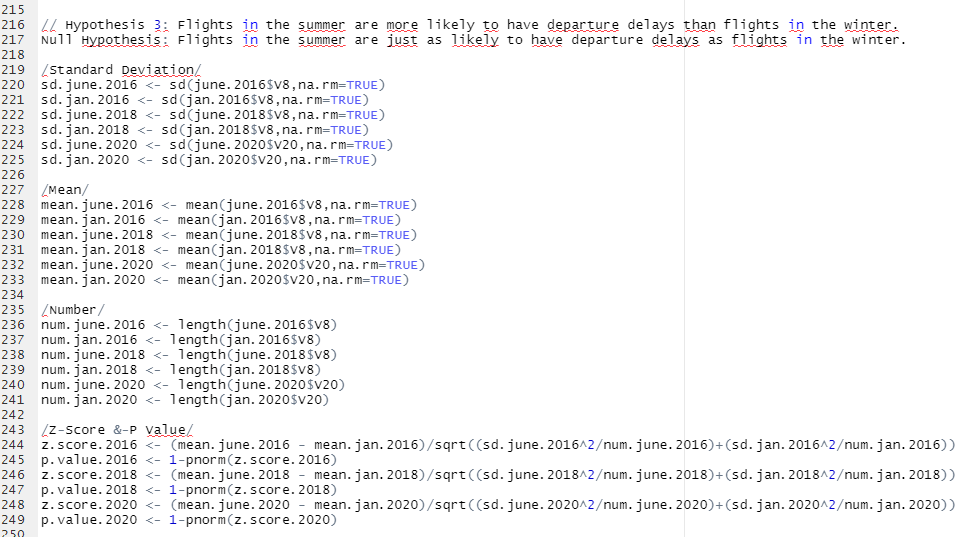 215
216 // Hypothesis 3: Flights in the summer are more likely to have departure delays than flights in the winter.
217 Null Hypothesis: Flights in the summer are just as likely to have departure delays as flights in the winter.
218
219 /Standard Deviation/
220 sd.june.2016 <- sd(june.2016$V8,na.rm=TRUE)
221 sd.jan.2016 <- sd(jan.2016$V8,na.rm=TRUE)
222 sd.june.2018 <- sd(june.2018$V8,na.rm=TRUE)
223 sd.jan.2018 <- sd(jan.2018$V8,na.rm=TRUE)
224 sd.june.2020 <- sd(june.2020$V20,na.rm=TRUE)
225 sd.jan.2020 <- sd(jan.2020$V20,na.rm=TRUE)
226
227 /Mean/
228 mean.june.2016 <- mean(june.2016$V8,na.rm=TRUE)
229 mean.jan.2016 <- mean(jan.2016$V8,na.rm=TRUE)
230 mean.june.2018 <- mean(june.2018$V8,na.rm=TRUE)
231 mean.jan.2018 <- mean(jan.2018$V8,na.rm=TRUE)
232 mean.june.2020 <- mean(june.2020$V20,na.rm=TRUE)
233 mean.jan.2020 <- mean(jan.2020$V20,na.rm=TRUE)
234
235 /Number/
236 num.june.2016 <- length(june.2016$V8)
237 num.jan.2016 <- length(jan.2016$V8)
238 num.june.2018 <- length(june.2018$V8)
239 num.jan.2018 <- length(jan.2018$V8)
240 num.june.2020 <- length(june.2020$V20)
241 num.jan.2020 <- length(jan.2020$V20)
242
243 /Z-Score &-P Value/
244 z.score.2016 <- (mean.june.2016 - mean.jan.2016)/sqrt((sd.june.2016^2/num.june.2016)+(sd.jan.2016^2/num.jan.2016))
245 p.value.2016 <- 1-pnorm(z.score.2016)
246 z.score.2018 <- (mean.june.2018 - mean.jan.2018)/sqrt((sd.june.2018^2/num.june.2018)+(sd.jan.2018^2/num.jan.2018))
247 p.value.2018 <- 1-pnorm(z.score.2018)
248 z.score.2020 <- (mean.june.2020 - mean.jan.2020)/sqrt((sd.june.2020^2/num.june.2020)+(sd.jan.2020^2/num.jan.2020))
249 p.value.2020 <- 1-pnorm(z.score.2020)
250